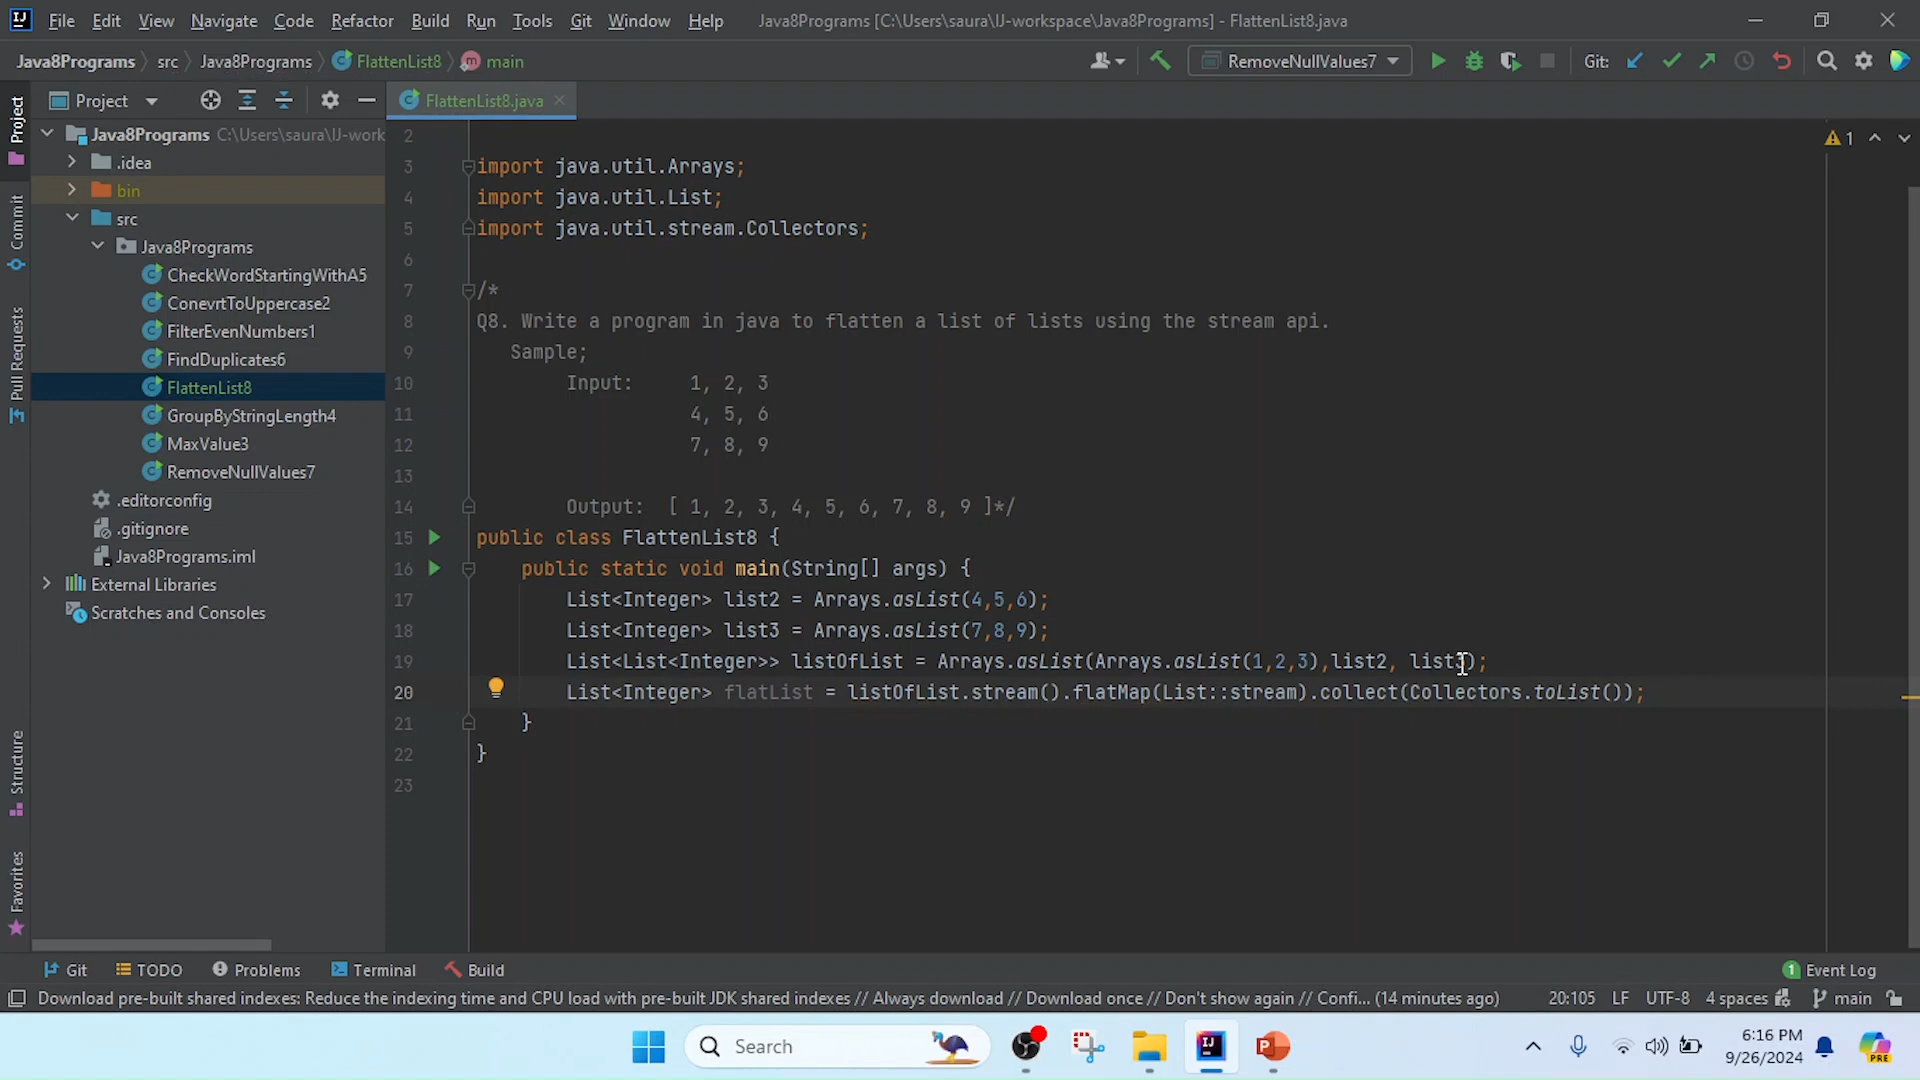 File Edit View Navigate Code Refactor Build Run Tools Git Window Help Java8Programs [C:\Users\saura\IJ-workspace\Java8Programs] - FlattenList8.java
Java8Programs src Java8Programs FlattenList8 main RemoveNullValues7 Git:
Project
FlattenList8.java
Project
Commit
Pull Requests
Structure
Favorites
Java8Programs C:\Users\saura\IJ-work
.idea
bin
src
Java8Programs
CheckWordStartingWithA5
ConevrtToUppercase2
FilterEvenNumbers1
FindDuplicates6
FlattenList8
GroupByStringLength4
MaxValue3
RemoveNullValues7
.editorconfig
.gitignore
Java8Programs.iml
External Libraries
Scratches and Consoles
1
2
3 import java.util.Arrays;
4 import java.util.List;
5 import java.util.stream.Collectors;
6
7 /*
8 Q8. Write a program in java to flatten a list of lists using the stream api.
9 Sample;
10 Input: 1, 2, 3
11 4, 5, 6
12 7, 8, 9
13
14 Output: [ 1, 2, 3, 4, 5, 6, 7, 8, 9 ]*/
15 public class FlattenList8 {
16 public static void main(String[] args) {
17 List<Integer> list2 = Arrays.asList(4,5,6);
18 List<Integer> list3 = Arrays.asList(7,8,9);
19 List<List<Integer>> listOfList = Arrays.asList(Arrays.asList(1,2,3),list2, list3);
20 List<Integer> flatList = listOfList.stream().flatMap(List::stream).collect(Collectors.toList());
21 }
22 }
23
Git TODO Problems Terminal Build 1 Event Log
Download pre-built shared indexes: Reduce the indexing time and CPU load with pre-built JDK shared indexes // Always download // Download once // Don't show again // Confi... (14 minutes ago) 20:105 LF UTF-8 4 spaces main
Search
PRE
6:16 PM
9/26/2024